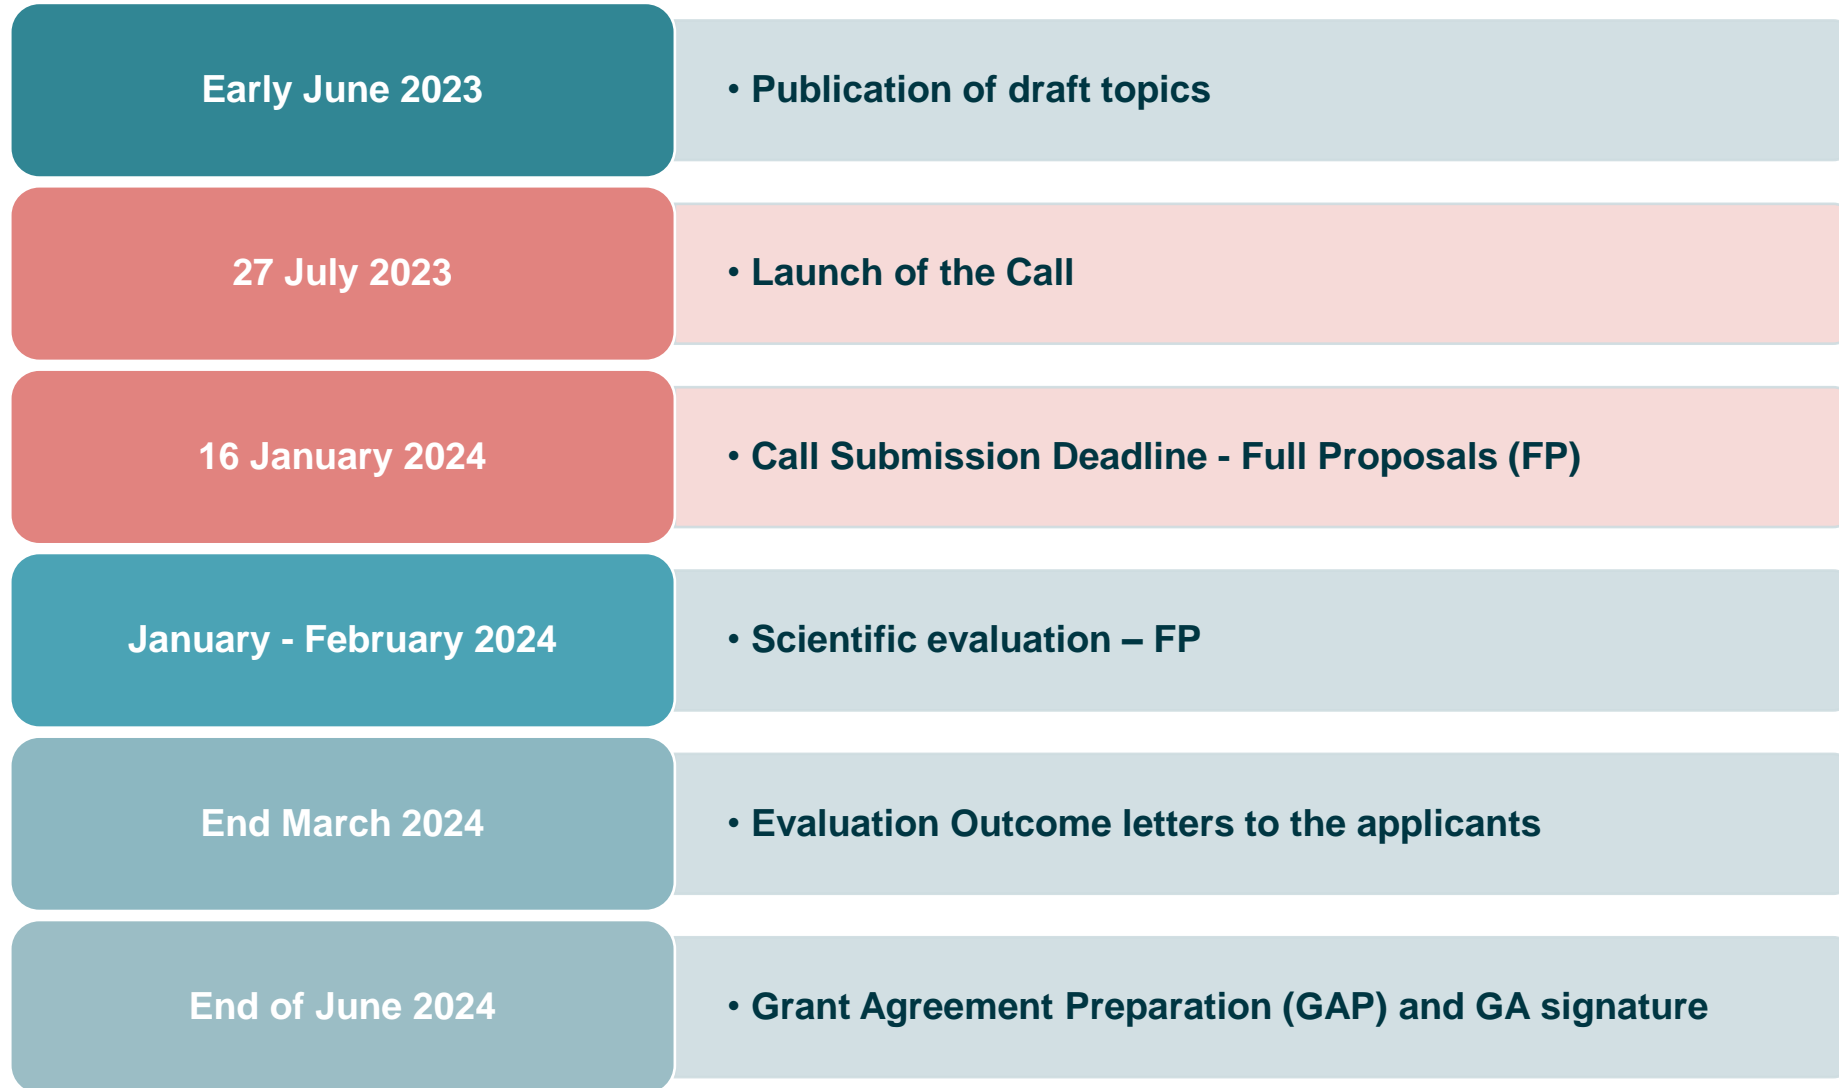 Early June 2023
• Publication of draft topics
27 July 2023
• Launch of the Call
16 January 2024
• Call Submission Deadline - Full Proposals (FP)
January - February 2024
• Scientific evaluation – FP
End March 2024
• Evaluation Outcome letters to the applicants
End of June 2024
• Grant Agreement Preparation (GAP) and GA signature